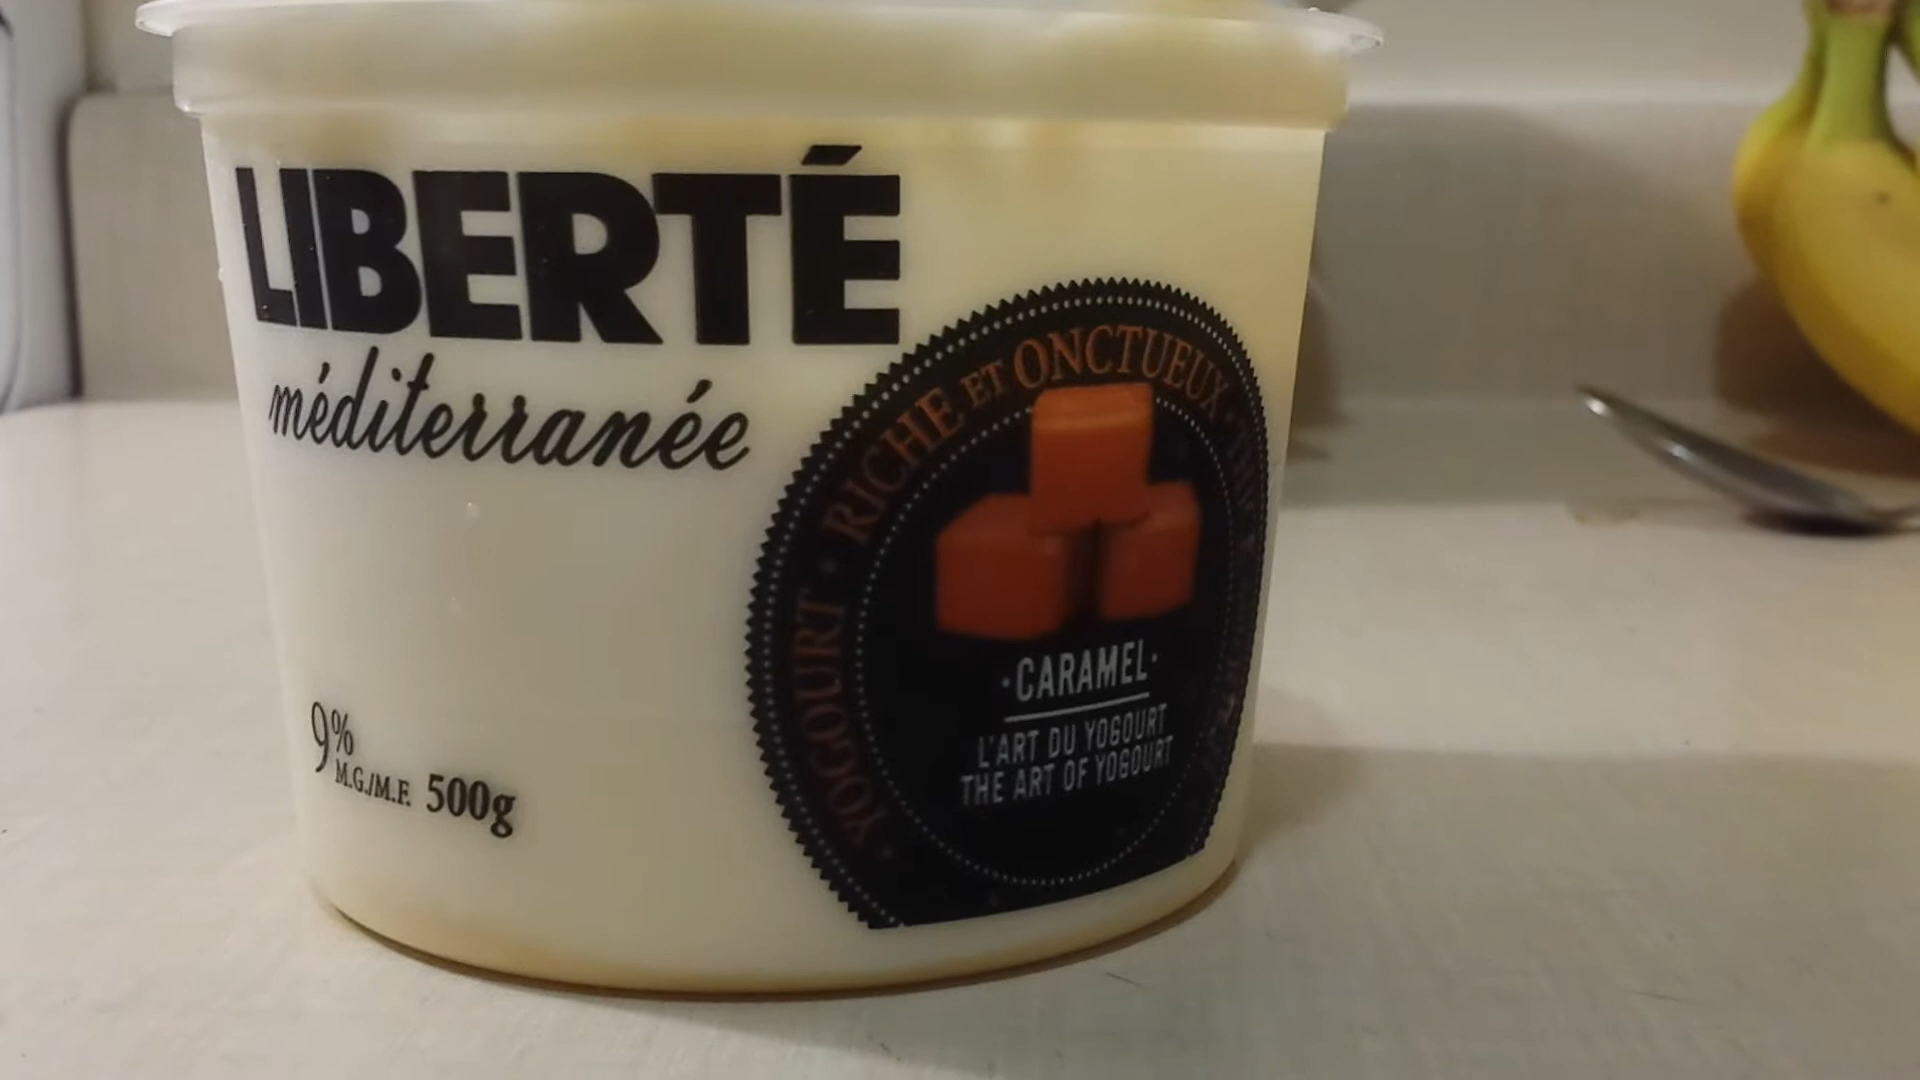 LIBERTÉ
méditerranée
YOGOURT · RICHE ET ONCTUEUX
·CARAMEL·
L'ART DU YOGOURT
THE ART OF YOGOURT
9%
M.G./M.F. 500g